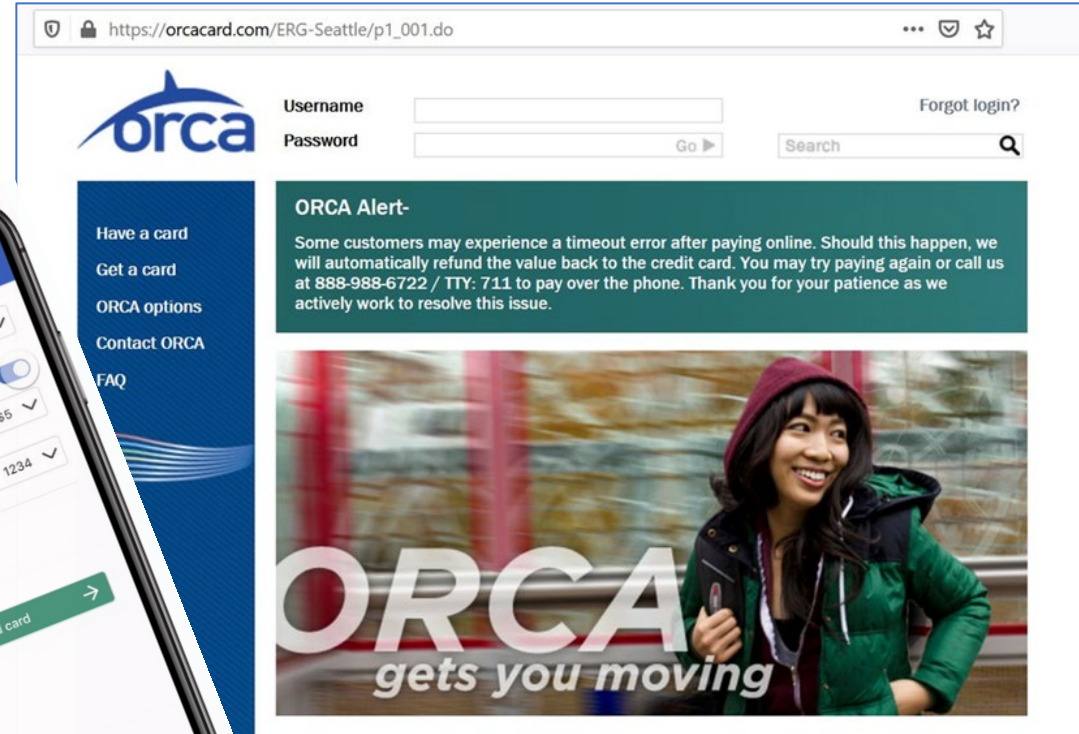 https://orcacard.com/ERG-Seattle/p1_001.do
orca
Username
Forgot login?
Password
Go
Search
ORCA Alert-
Some customers may experience a timeout error after paying online. Should this happen, we
will automatically refund the value back to the credit card. You may try paying again or call us
at 888-988-6722 / TTY: 711 to pay over the phone. Thank you for your patience as we
actively work to resolve this issue.
Have a card
Get a card
ORCA options
Contact ORCA
FAQ
1234
card
ORCA
gets you moving